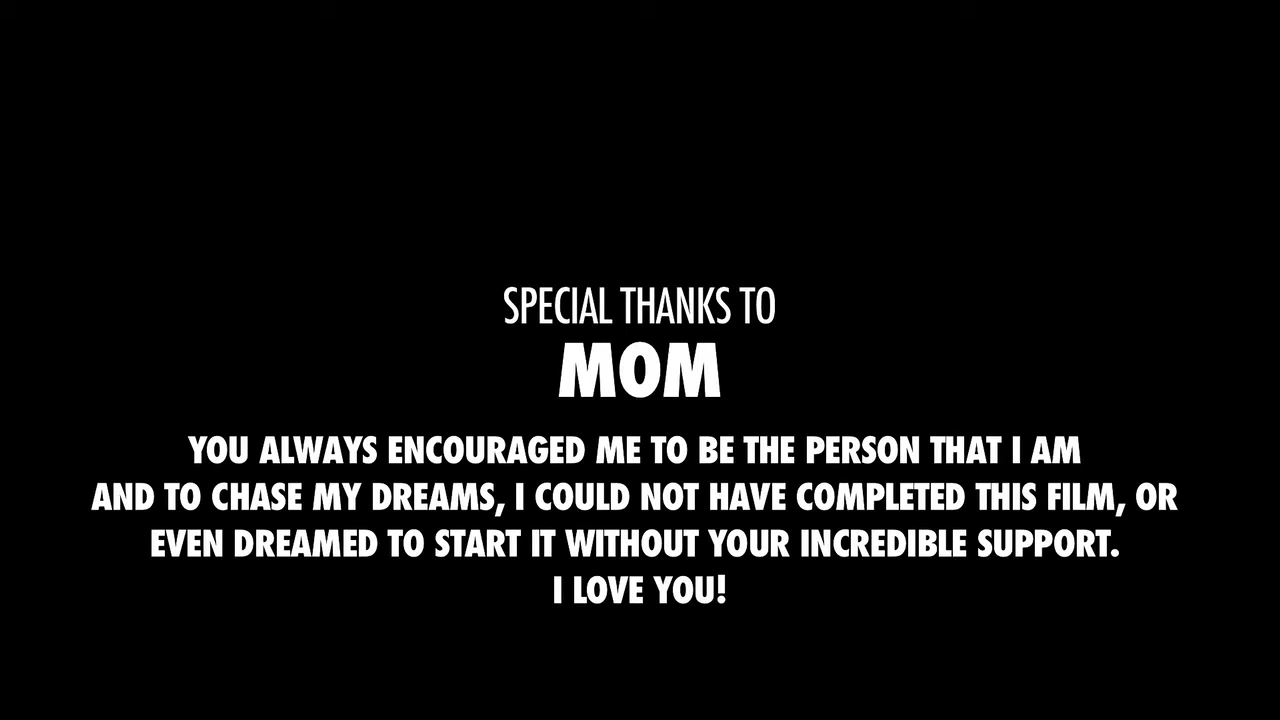 SPECIAL THANKS TO
MOM
YOU ALWAYS ENCOURAGED ME TO BE THE PERSON THAT I AM
AND TO CHASE MY DREAMS, I COULD NOT HAVE COMPLETED THIS FILM, OR
EVEN DREAMED TO START IT WITHOUT YOUR INCREDIBLE SUPPORT.
I LOVE YOU!